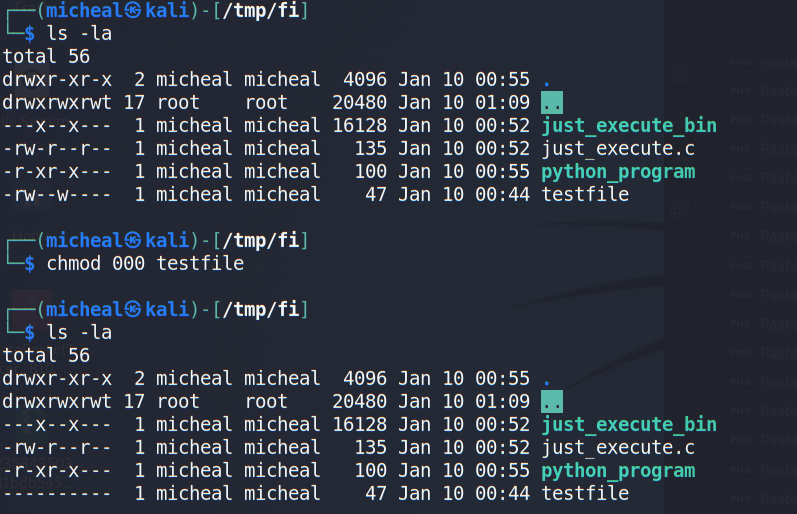 ┌──(micheal㉿kali)-[/tmp/fi]
└─$ ls -la
total 56
drwxr-xr-x  2 micheal micheal  4096 Jan 10 00:55 .
drwxrwxrwt 17 root    root    20480 Jan 10 01:09 ..
---x--x---  1 micheal micheal 16128 Jan 10 00:52 just_execute_bin
-rw-r--r--  1 micheal micheal   135 Jan 10 00:52 just_execute.c
-r-xr-x---  1 micheal micheal   100 Jan 10 00:55 python_program
-rw--w----  1 micheal micheal    47 Jan 10 00:44 testfile
┌──(micheal㉿kali)-[/tmp/fi]
└─$ chmod 000 testfile
┌──(micheal㉿kali)-[/tmp/fi]
└─$ ls -la
total 56
drwxr-xr-x  2 micheal micheal  4096 Jan 10 00:55 .
drwxrwxrwt 17 root    root    20480 Jan 10 01:09 ..
---x--x---  1 micheal micheal 16128 Jan 10 00:52 just_execute_bin
-rw-r--r--  1 micheal micheal   135 Jan 10 00:52 just_execute.c
-r-xr-x---  1 micheal micheal   100 Jan 10 00:55 python_program
----------  1 micheal micheal    47 Jan 10 00:44 testfile